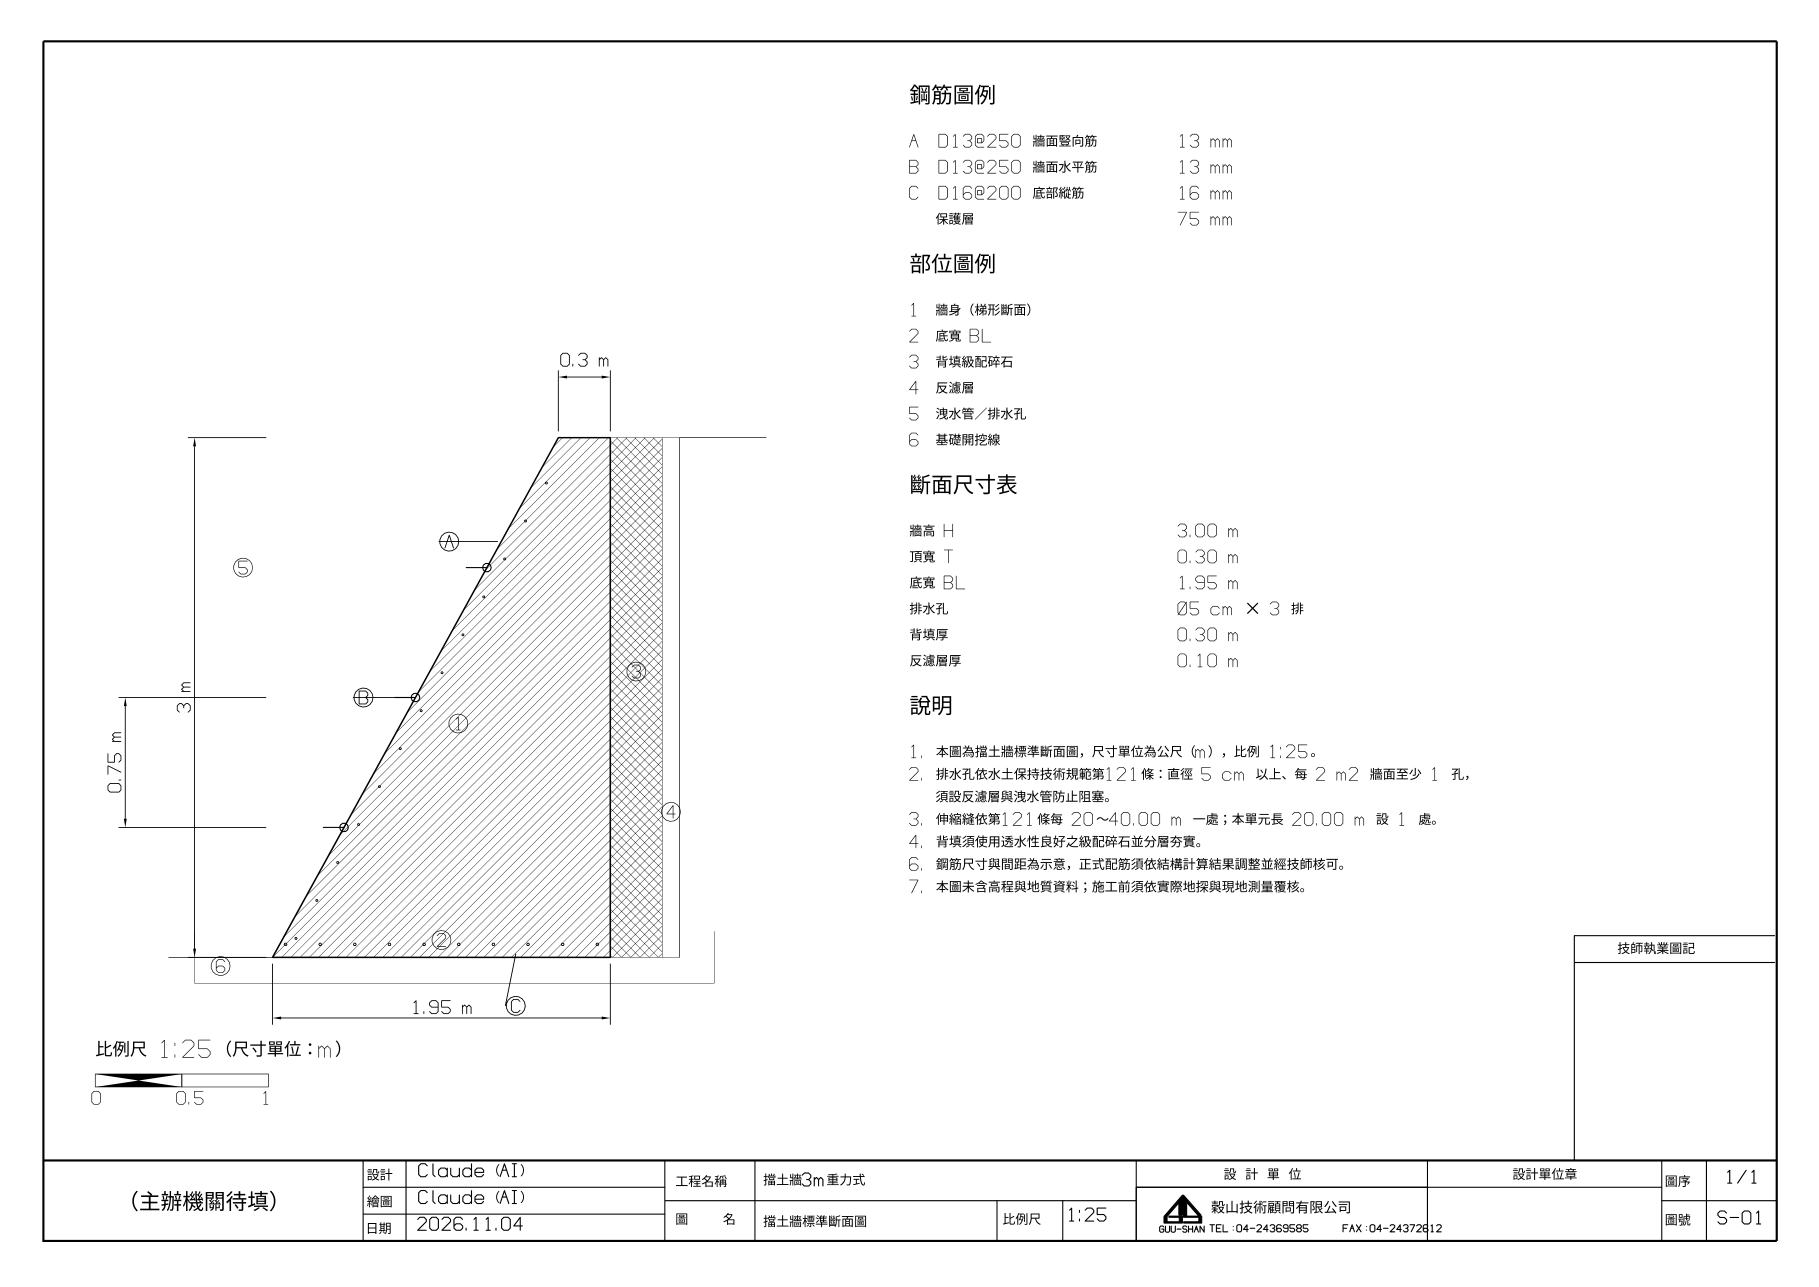 鋼筋圖例
A D13@250 牆面豎向筋 13 mm
B D13@250 牆面水平筋 13 mm
C D16@200 底部縱筋 16 mm
保護層 75 mm
部位圖例
1 牆身（梯形斷面）
2 底寬 BL
3 背填級配碎石
4 反濾層
5 洩水管／排水孔
6 基礎開挖線
斷面尺寸表
牆高 H 3.00 m
頂寬 T 0.30 m
底寬 BL 1.95 m
排水孔 Ø5 cm × 3 排
背填厚 0.30 m
反濾層厚 0.10 m
說明
1. 本圖為擋土牆標準斷面圖，尺寸單位為公尺（m），比例 1:25。
2. 排水孔依水土保持技術規範第121條：直徑 5 cm 以上、每 2 m2 牆面至少 1 孔，
須設反濾層與洩水管防止阻塞。
3. 伸縮縫依第121條每 20～40.00 m 一處；本單元長 20.00 m 設 1 處。
4. 背填須使用透水性良好之級配碎石並分層夯實。
6. 鋼筋尺寸與間距為示意，正式配筋須依結構計算結果調整並經技師核可。
7. 本圖未含高程與地質資料；施工前須依實際地探與現地測量覆核。
0.3 m
A
5
3
3 m
B
1
0.75 m
4
2
6
1.95 m
C
比例尺 1:25（尺寸單位：m）
0 0.5 1
技師執業圖記
（主辦機關待填）
設計 Claude (AI)
繪圖 Claude (AI)
日期 2026.11.04
工程名稱 擋土牆3m重力式
圖 名 擋土牆標準斷面圖
比例尺 1:25
設計單位
穀山技術顧問有限公司
GUU-SHAN TEL:04-24369585 FAX:04-24372612
設計單位章
圖序 1/1
圖號 S-01